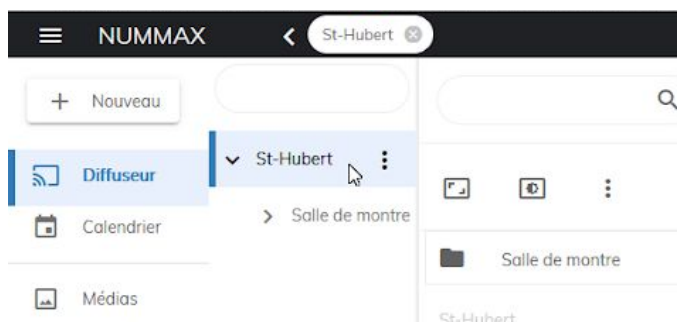 NUMMAX
St-Hubert
Nouveau
St-Hubert
Diffuseur
Salle de montre
Calendrier
Salle de montre
Médias
St-Hubert